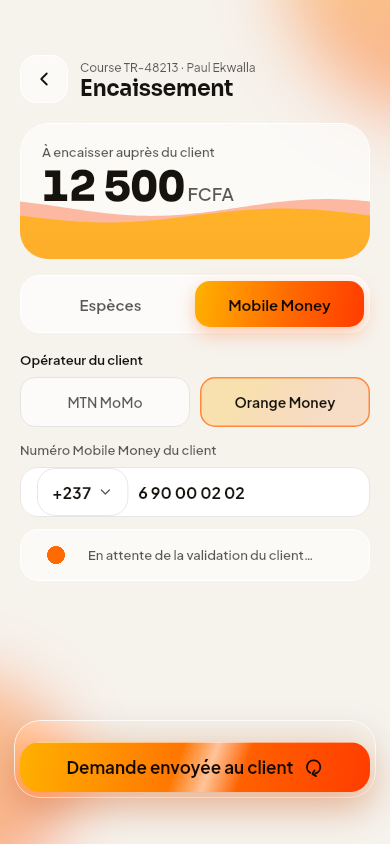 Course TR-48213 · Paul Ekwalla
Encaissement
À encaisser auprès du client
12 500 FCFA
Espèces
Mobile Money
Opérateur du client
MTN MoMo
Orange Money
Numéro Mobile Money du client
+237
6 90 00 02 02
En attente de la validation du client…
Demande envoyée au client